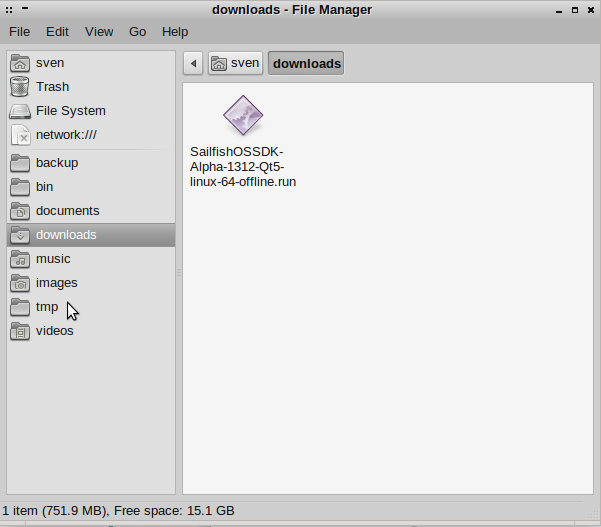 downloads - File Manager
File Edit View Go Help
sven
Trash
File System
network:///
backup
bin
documents
downloads
music
images
tmp
videos
sven downloads
SailfishOSSDK-
Alpha-1312-Qt5-
linux-64-offline.run
1 item (751.9 MB), Free space: 15.1 GB